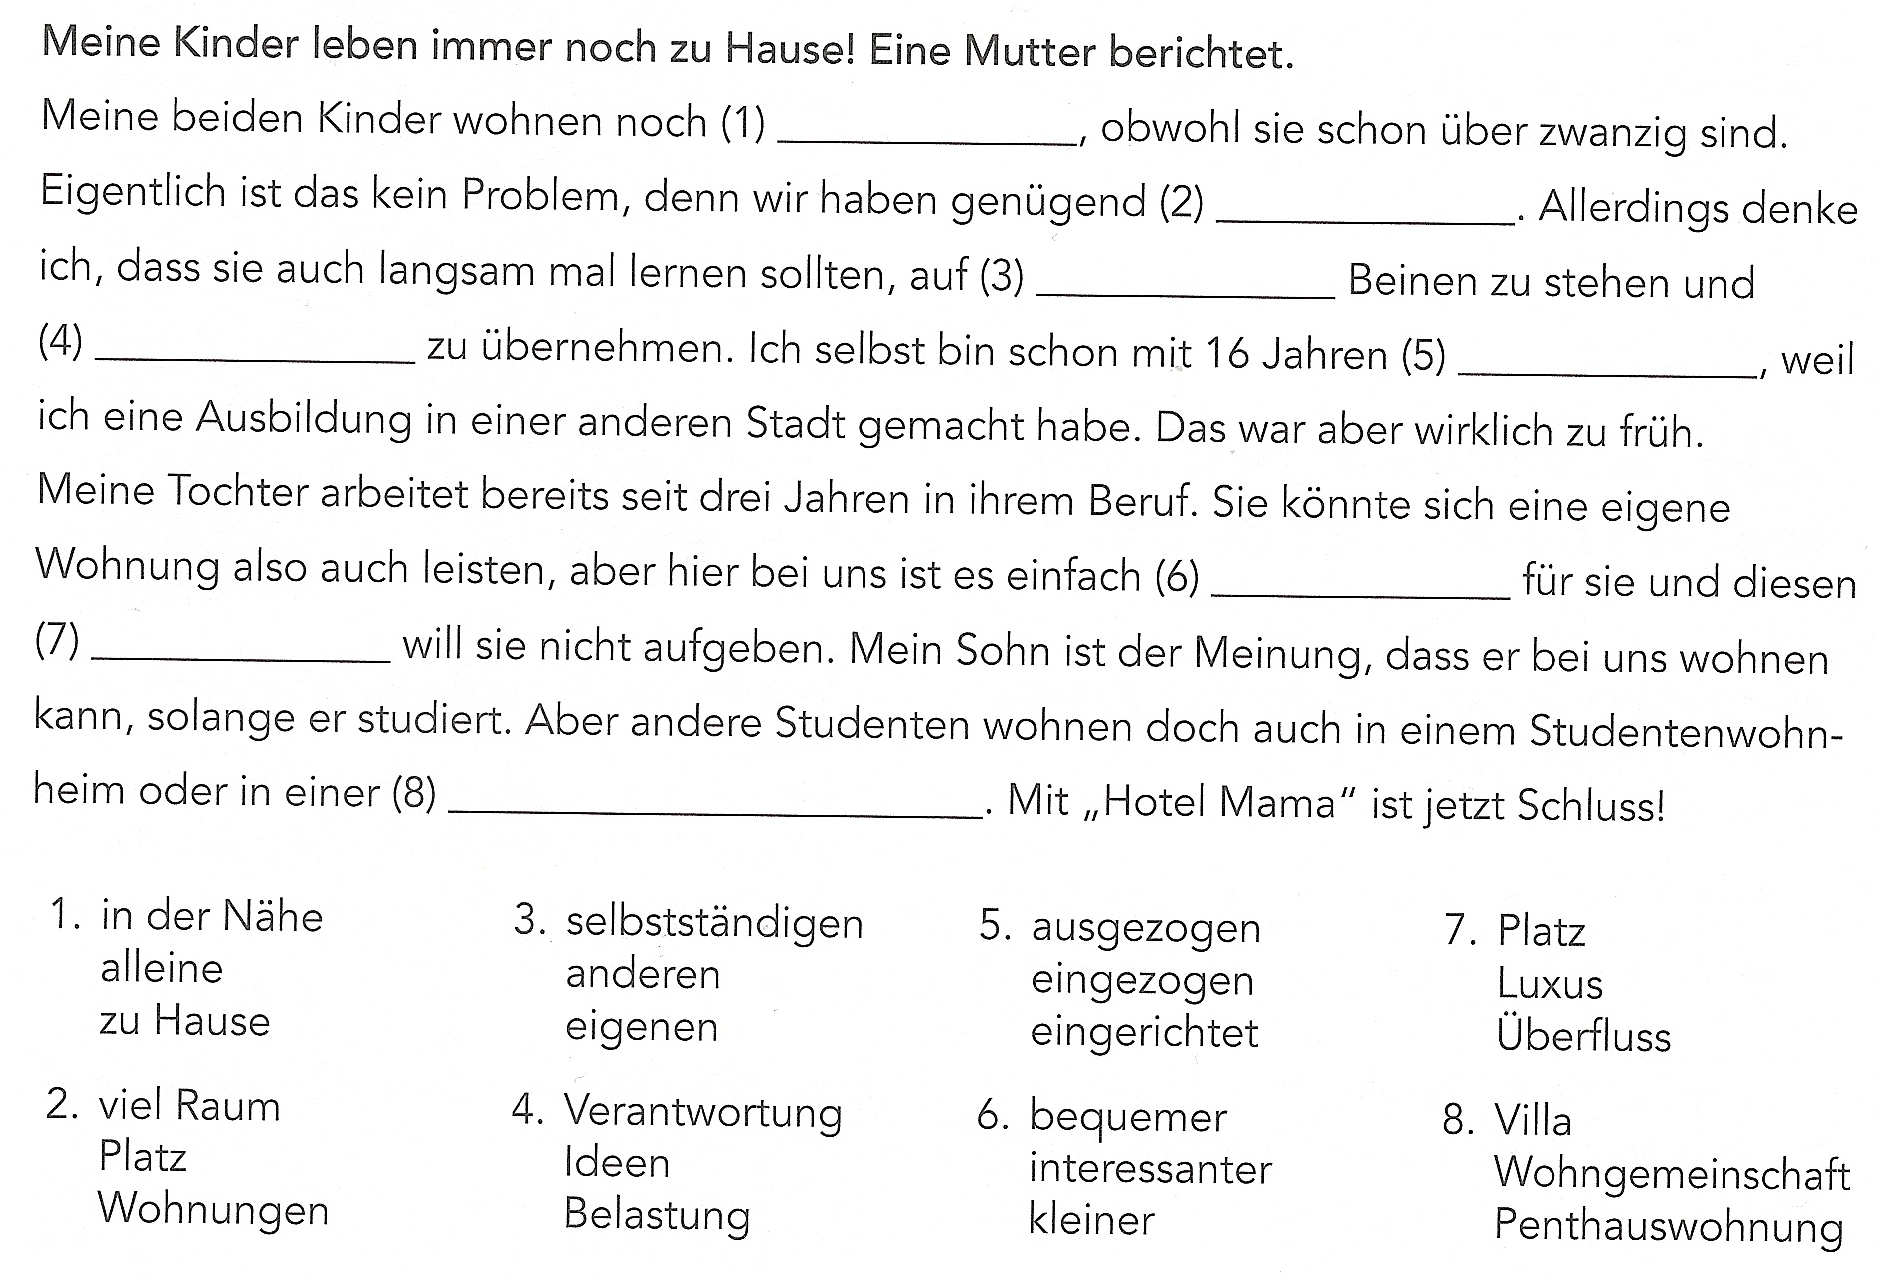 Meine Kinder leben immer noch zu Hause! Eine Mutter berichtet.
Meine beiden Kinder wohnen noch (1) ____________, obwohl sie schon über zwanzig sind.
Eigentlich ist das kein Problem, denn wir haben genügend (2) ____________. Allerdings denke
ich, dass sie auch langsam mal lernen sollten, auf (3) ____________ Beinen zu stehen und
(4) ____________ zu übernehmen. Ich selbst bin schon mit 16 Jahren (5) ____________, weil
ich eine Ausbildung in einer anderen Stadt gemacht habe. Das war aber wirklich zu früh.
Meine Tochter arbeitet bereits seit drei Jahren in ihrem Beruf. Sie könnte sich eine eigene
Wohnung also auch leisten, aber hier bei uns ist es einfach (6) ____________ für sie und diesen
(7) ____________ will sie nicht aufgeben. Mein Sohn ist der Meinung, dass er bei uns wohnen
kann, solange er studiert. Aber andere Studenten wohnen doch auch in einem Studentenwohn-
heim oder in einer (8) ____________________. Mit „Hotel Mama“ ist jetzt Schluss!
1. in der Nähe
alleine
zu Hause
2. viel Raum
Platz
Wohnungen
3. selbstständigen
anderen
eigenen
4. Verantwortung
Ideen
Belastung
5. ausgezogen
eingezogen
eingerichtet
6. bequemer
interessanter
kleiner
7. Platz
Luxus
Überfluss
8. Villa
Wohngemeinschaft
Penthauswohnung